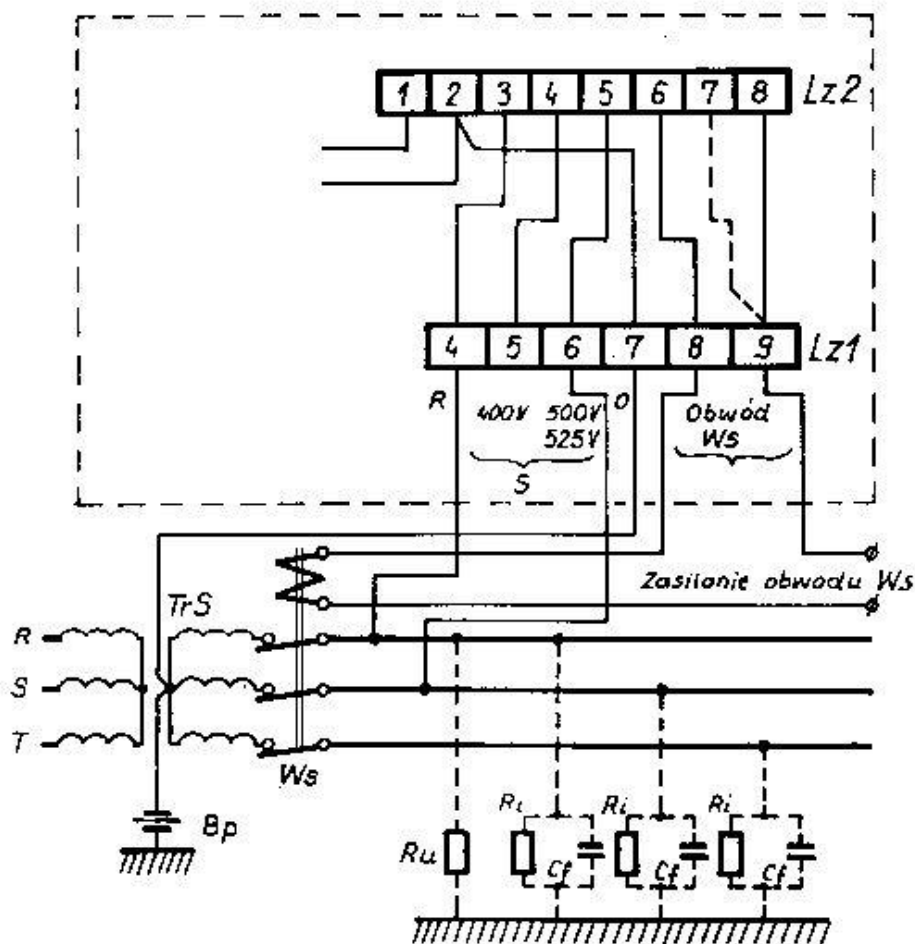 1 2 3 4 5 6 7 8 Lz2
4 5 6 7 8 9 Lz1
R 400V 500V 0 Obwód
525V Ws
S
Zasilanie obwodu Ws
TrS
R
S
T
Ws
Bp
Ru Ri Cf Ri Cf Ri Cf